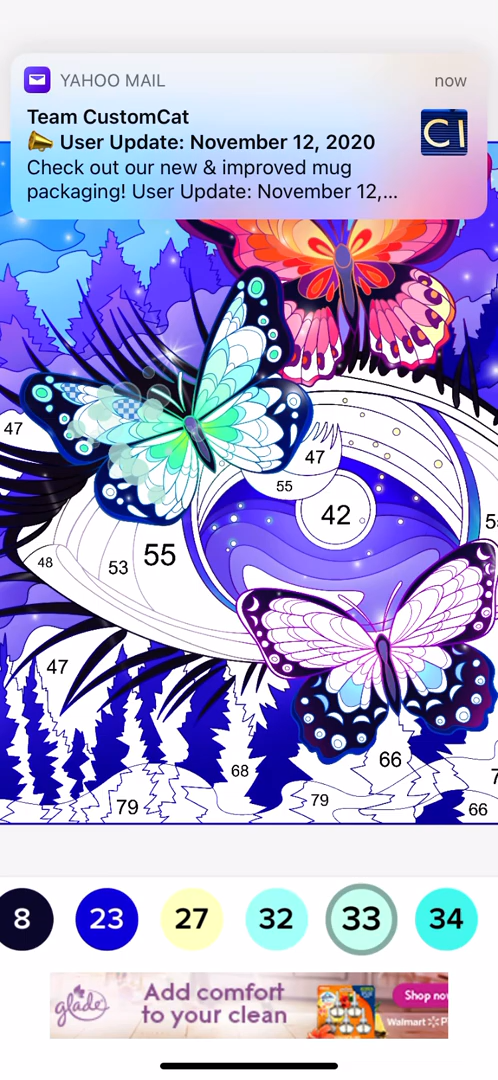 YAHOO MAIL
now
Team CustomCat
📣 User Update: November 12, 2020
Check out our new & improved mug
packaging! User Update: November 12,...
CI
47
47
55
42
48
53
55
47
68
66
79
79
66
8
23
27
32
33
34
glade
Add comfort
to your clean
Shop now
Walmart